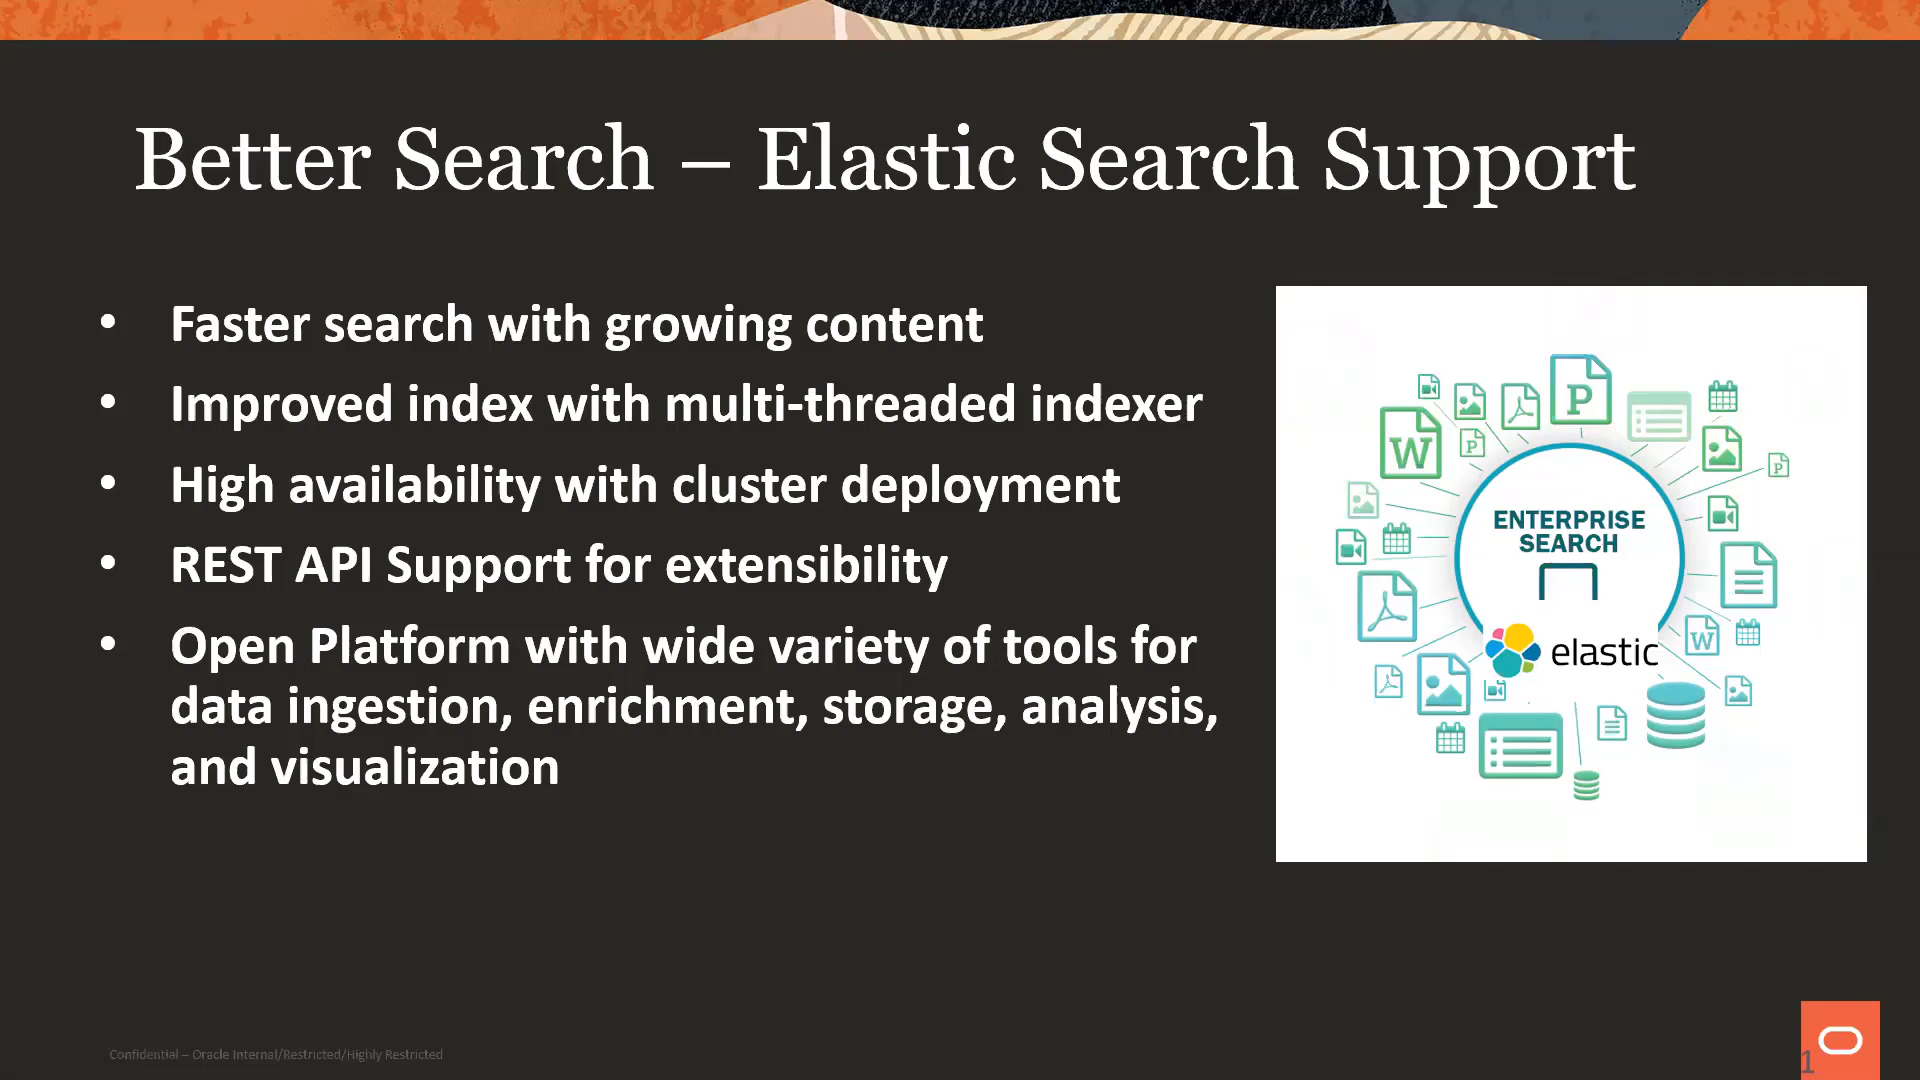 Better Search – Elastic Search Support
• Faster search with growing content
• Improved index with multi-threaded indexer
• High availability with cluster deployment
• REST API Support for extensibility
• Open Platform with wide variety of tools for
data ingestion, enrichment, storage, analysis,
and visualization
P
W
P
P
ENTERPRISE
SEARCH
W
elastic
Confidential – Oracle Internal/Restricted/Highly Restricted
1